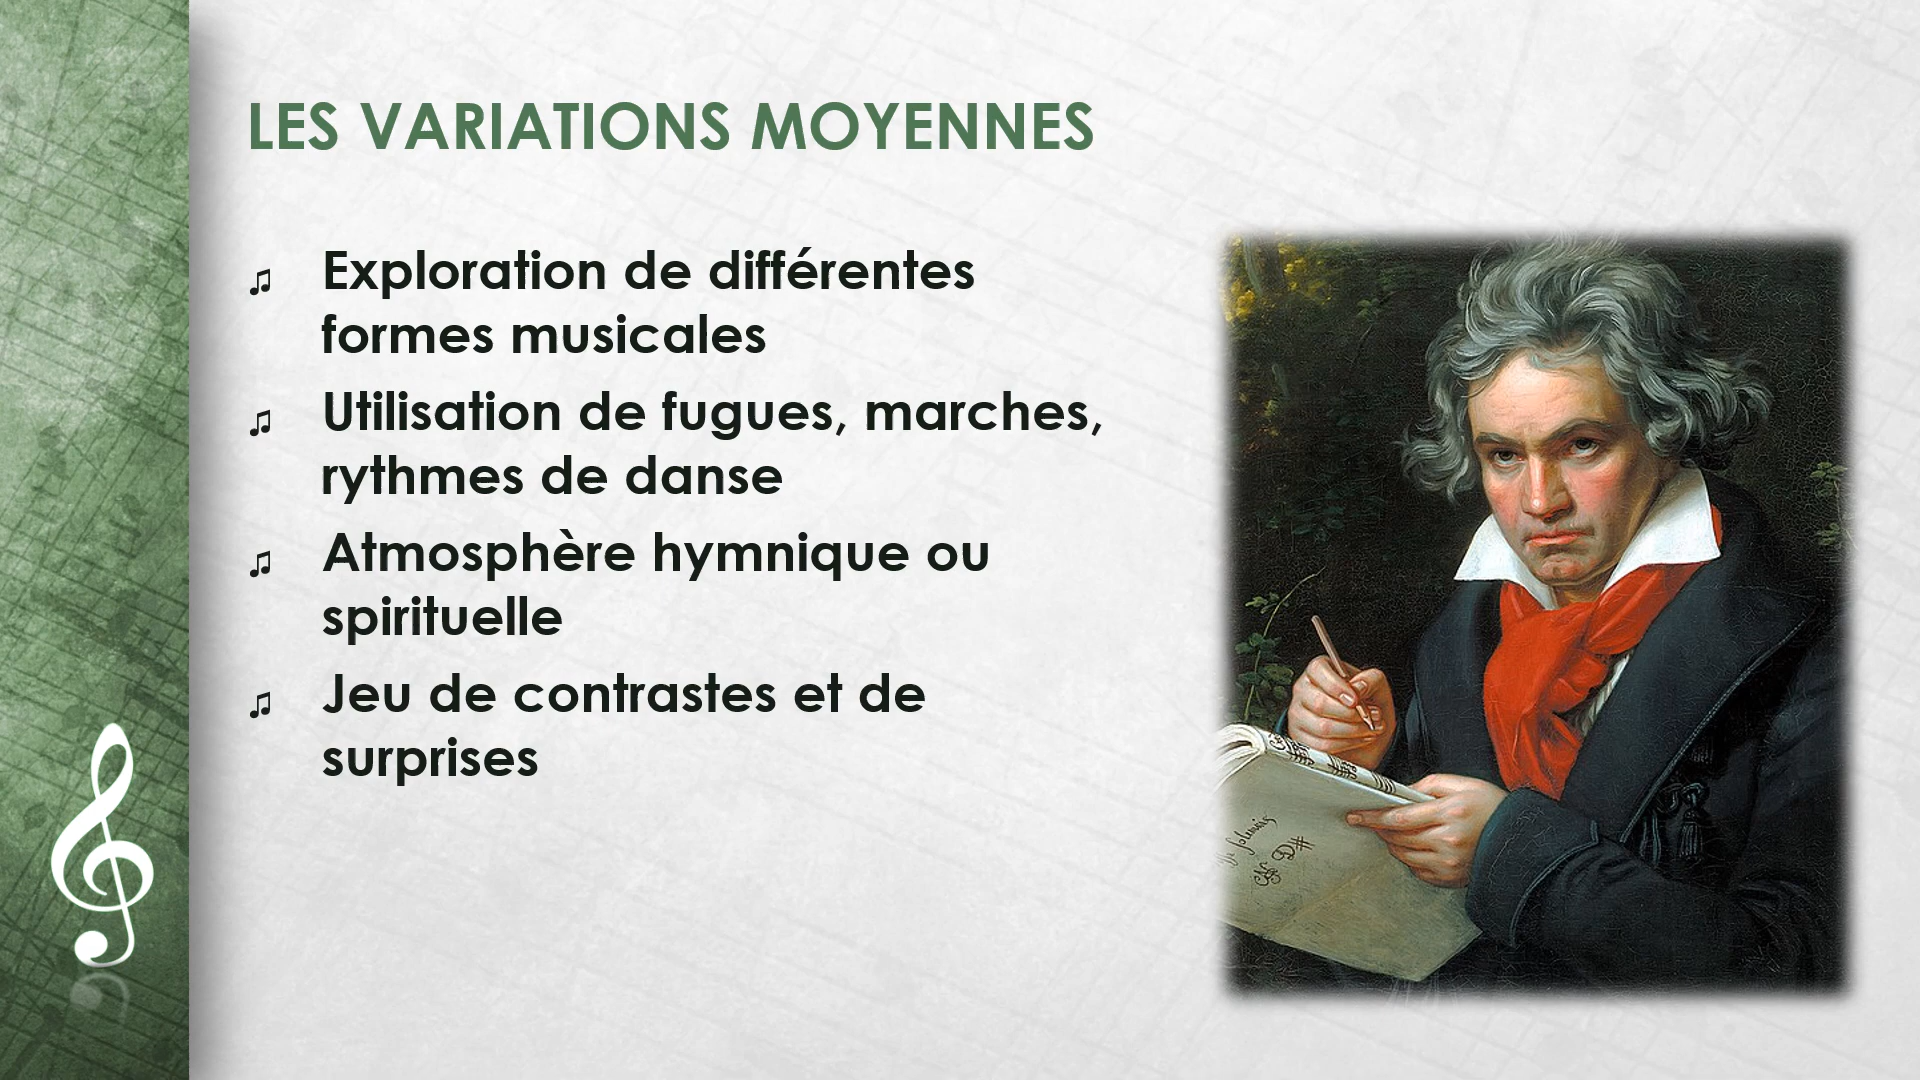 LES VARIATIONS MOYENNES
♫ Exploration de différentes
formes musicales
♫ Utilisation de fugues, marches,
rythmes de danse
♫ Atmosphère hymnique ou
spirituelle
♫ Jeu de contrastes et de
surprises
D#